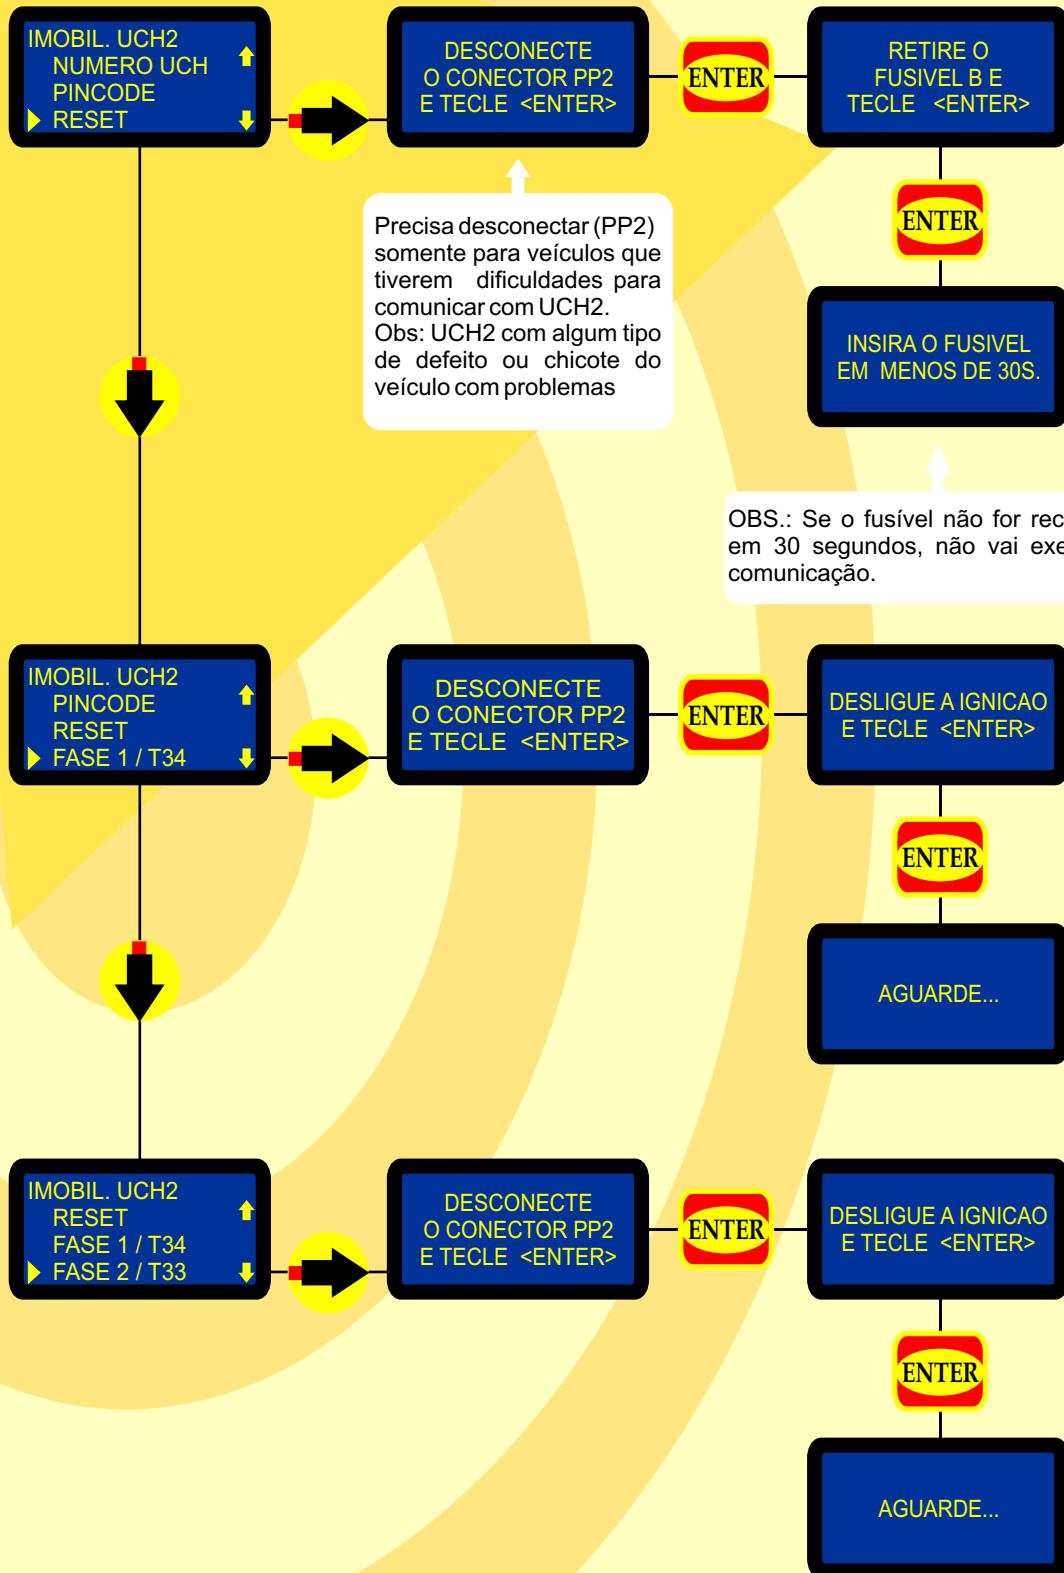 IMOBIL. UCH2
NUMERO UCH
PINCODE
RESET
DESCONECTE
O CONECTOR PP2
E TECLE <ENTER>
ENTER
RETIRE O
FUSIVEL B E
TECLE <ENTER>
Precisa desconectar (PP2)
somente para veículos que
tiverem dificuldades para
comunicar com UCH2.
Obs: UCH2 com algum tipo
de defeito ou chicote do
veículo com problemas
ENTER
INSIRA O FUSIVEL
EM MENOS DE 30S.
OBS.: Se o fusível não for
em 30 segundos, não vai
comunicação.
IMOBIL. UCH2
PINCODE
RESET
FASE 1 / T34
DESCONECTE
O CONECTOR PP2
E TECLE <ENTER>
ENTER
DESLIGUE A IGNICAO
E TECLE <ENTER>
ENTER
AGUARDE...
IMOBIL. UCH2
RESET
FASE 1 / T34
FASE 2 / T33
DESCONECTE
O CONECTOR PP2
E TECLE <ENTER>
ENTER
DESLIGUE A IGNICAO
E TECLE <ENTER>
ENTER
AGUARDE...